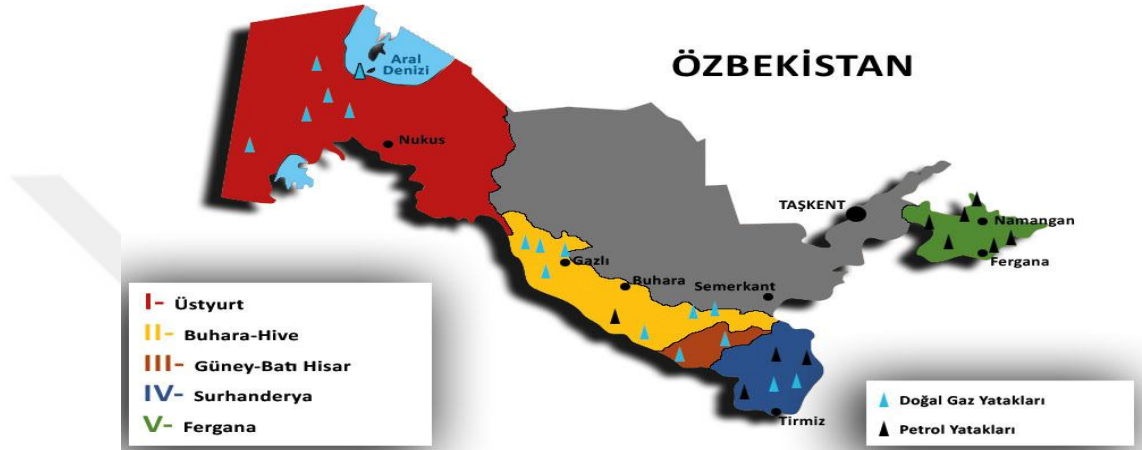 ÖZBEKİSTAN
Aral
Denizi
Nukus
TAŞKENT
Namangan
Fergana
Gazlı
Buhara
Semerkant
Tirmiz
I- Üstyurt
II- Buhara-Hive
III- Güney-Batı Hisar
IV- Surhanderya
V- Fergana
Doğal Gaz Yatakları
Petrol Yatakları